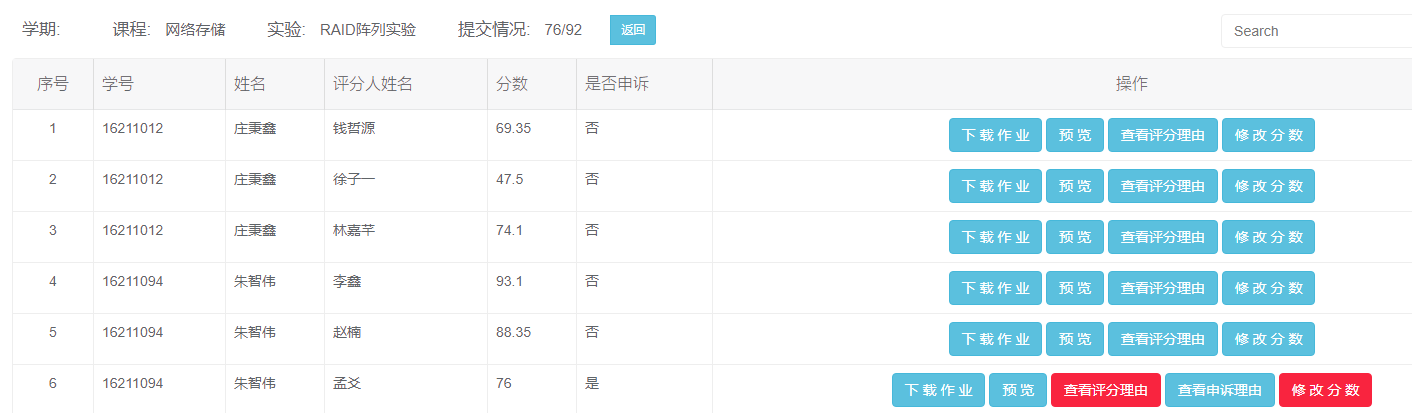 学期: 课程: 网络存储 实验: RAID阵列实验 提交情况: 76/92 返回 Search
序号 学号 姓名 评分人姓名 分数 是否申诉 操作
1 16211012 庄秉鑫 钱哲源 69.35 否 下 载 作 业 预 览 查看评分理由 修 改 分 数
2 16211012 庄秉鑫 徐子一 47.5 否 下 载 作 业 预 览 查看评分理由 修 改 分 数
3 16211012 庄秉鑫 林嘉芊 74.1 否 下 载 作 业 预 览 查看评分理由 修 改 分 数
4 16211094 朱智伟 李鑫 93.1 否 下 载 作 业 预 览 查看评分理由 修 改 分 数
5 16211094 朱智伟 赵楠 88.35 否 下 载 作 业 预 览 查看评分理由 修 改 分 数
6 16211094 朱智伟 孟爻 76 是 下 载 作 业 预 览 查看评分理由 查看申诉理由 修 改 分 数